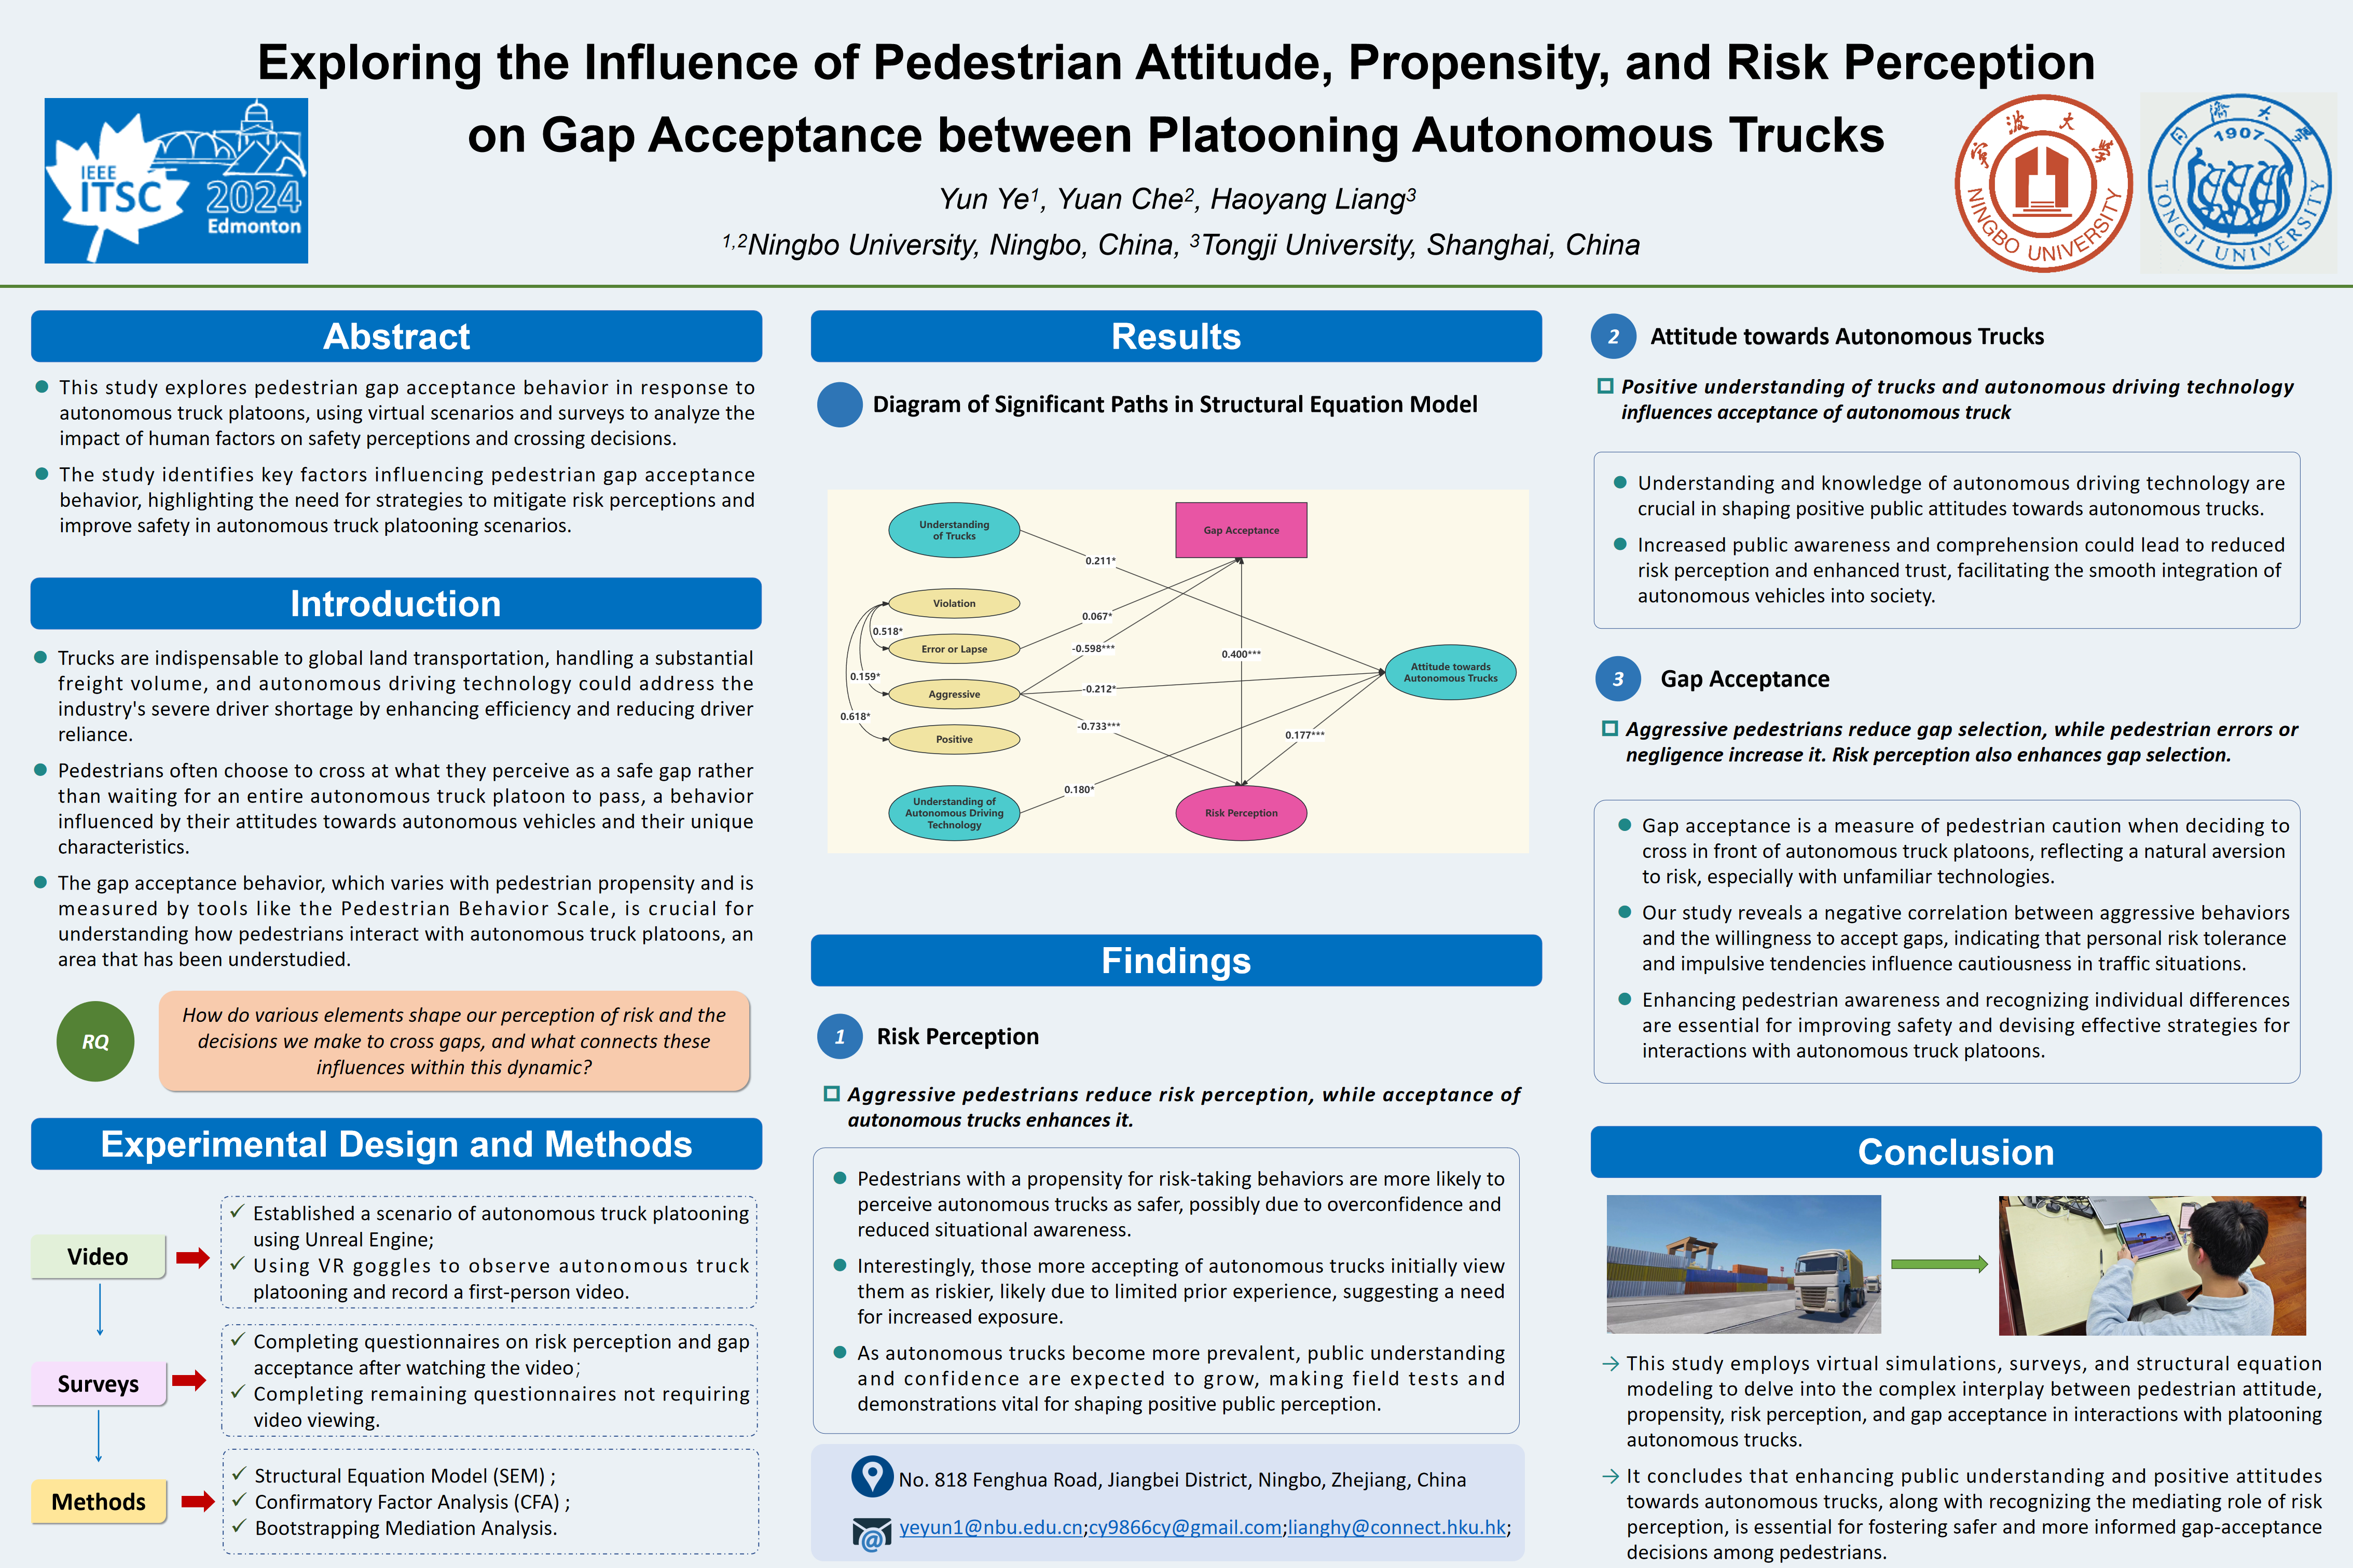 Exploring the Influence of Pedestrian Attitude, Propensity, and Risk Perception
on Gap Acceptance between Platooning Autonomous Trucks
Yun Ye1, Yuan Che2, Haoyang Liang3
1,2Ningbo University, Ningbo, China, 3Tongji University, Shanghai, China
IEEE
ITSC
2024
Edmonton
NINGBO UNIVERSITY
1907
TONGJI UNIVERSITY
Abstract
This study explores pedestrian gap acceptance behavior in response to
autonomous truck platoons, using virtual scenarios and surveys to analyze the
impact of human factors on safety perceptions and crossing decisions.
The study identifies key factors influencing pedestrian gap acceptance
behavior, highlighting the need for strategies to mitigate risk perceptions and
improve safety in autonomous truck platooning scenarios.
Introduction
Trucks are indispensable to global land transportation, handling a substantial
freight volume, and autonomous driving technology could address the
industry's severe driver shortage by enhancing efficiency and reducing driver
reliance.
Pedestrians often choose to cross at what they perceive as a safe gap rather
than waiting for an entire autonomous truck platoon to pass, a behavior
influenced by their attitudes towards autonomous vehicles and their unique
characteristics.
The gap acceptance behavior, which varies with pedestrian propensity and is
measured by tools like the Pedestrian Behavior Scale, is crucial for
understanding how pedestrians interact with autonomous truck platoons, an
area that has been understudied.
RQ
How do various elements shape our perception of risk and the
decisions we make to cross gaps, and what connects these
influences within this dynamic?
Experimental Design and Methods
Video
✓ Established a scenario of autonomous truck platooning
using Unreal Engine;
✓ Using VR goggles to observe autonomous truck
platooning and record a first-person video.
Surveys
✓ Completing questionnaires on risk perception and gap
acceptance after watching the video;
✓ Completing remaining questionnaires not requiring
video viewing.
Methods
✓ Structural Equation Model (SEM) ;
✓ Confirmatory Factor Analysis (CFA) ;
✓ Bootstrapping Mediation Analysis.
Results
Diagram of Significant Paths in Structural Equation Model
Understanding
of Trucks
Gap Acceptance
0.211*
Violation
0.067*
0.518*
Error or Lapse
-0.598***
0.400***
Attitude towards
Autonomous Trucks
0.159*
Aggressive
-0.212*
0.618*
-0.733***
Positive
0.177***
0.180*
Understanding of
Autonomous Driving
Technology
Risk Perception
Findings
1
Risk Perception
Aggressive pedestrians reduce risk perception, while acceptance of
autonomous trucks enhances it.
Pedestrians with a propensity for risk-taking behaviors are more likely to
perceive autonomous trucks as safer, possibly due to overconfidence and
reduced situational awareness.
Interestingly, those more accepting of autonomous trucks initially view
them as riskier, likely due to limited prior experience, suggesting a need
for increased exposure.
As autonomous trucks become more prevalent, public understanding
and confidence are expected to grow, making field tests and
demonstrations vital for shaping positive public perception.
No. 818 Fenghua Road, Jiangbei District, Ningbo, Zhejiang, China
yeyun1@nbu.edu.cn;cy9866cy@gmail.com;lianghy@connect.hku.hk;
2
Attitude towards Autonomous Trucks
Positive understanding of trucks and autonomous driving technology
influences acceptance of autonomous truck
Understanding and knowledge of autonomous driving technology are
crucial in shaping positive public attitudes towards autonomous trucks.
Increased public awareness and comprehension could lead to reduced
risk perception and enhanced trust, facilitating the smooth integration of
autonomous vehicles into society.
3
Gap Acceptance
Aggressive pedestrians reduce gap selection, while pedestrian errors or
negligence increase it. Risk perception also enhances gap selection.
Gap acceptance is a measure of pedestrian caution when deciding to
cross in front of autonomous truck platoons, reflecting a natural aversion
to risk, especially with unfamiliar technologies.
Our study reveals a negative correlation between aggressive behaviors
and the willingness to accept gaps, indicating that personal risk tolerance
and impulsive tendencies influence cautiousness in traffic situations.
Enhancing pedestrian awareness and recognizing individual differences
are essential for improving safety and devising effective strategies for
interactions with autonomous truck platoons.
Conclusion
→ This study employs virtual simulations, surveys, and structural equation
modeling to delve into the complex interplay between pedestrian attitude,
propensity, risk perception, and gap acceptance in interactions with platooning
autonomous trucks.
→ It concludes that enhancing public understanding and positive attitudes
towards autonomous trucks, along with recognizing the mediating role of risk
perception, is essential for fostering safer and more informed gap-acceptance
decisions among pedestrians.